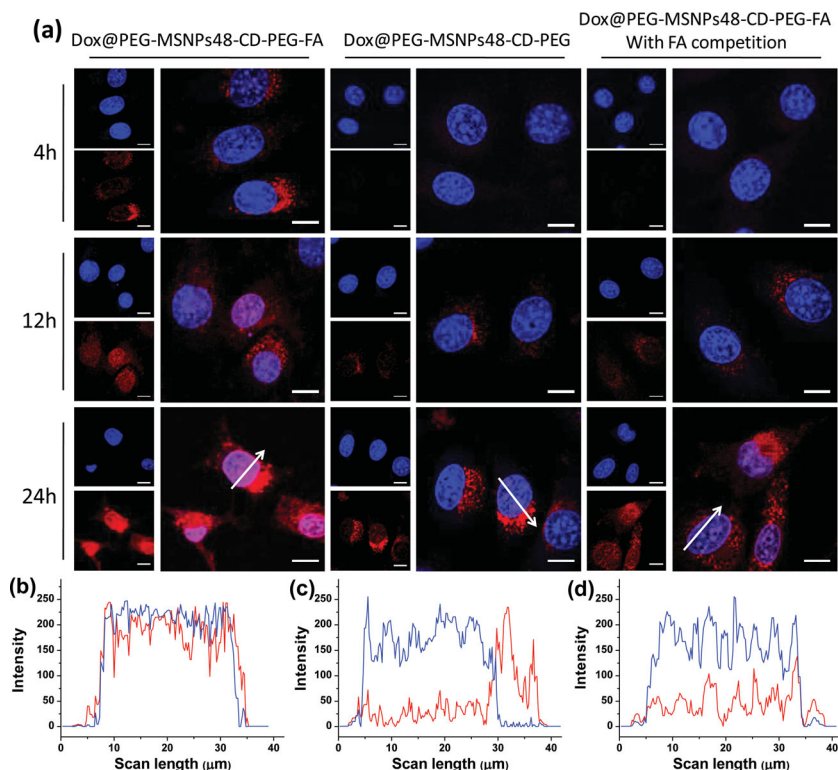 (a)
Dox@PEG-MSNPs48-CD-PEG-FA
Dox@PEG-MSNPs48-CD-PEG
Dox@PEG-MSNPs48-CD-PEG-FA
With FA competition
4h
12h
24h
(b)
Intensity
250
200
150
100
50
0
0 10 20 30 40
Scan length (μm)
(c)
Intensity
250
200
150
100
50
0
0 10 20 30 40
Scan length (μm)
(d)
Intensity
250
200
150
100
50
0
0 10 20 30 40
Scan length (μm)